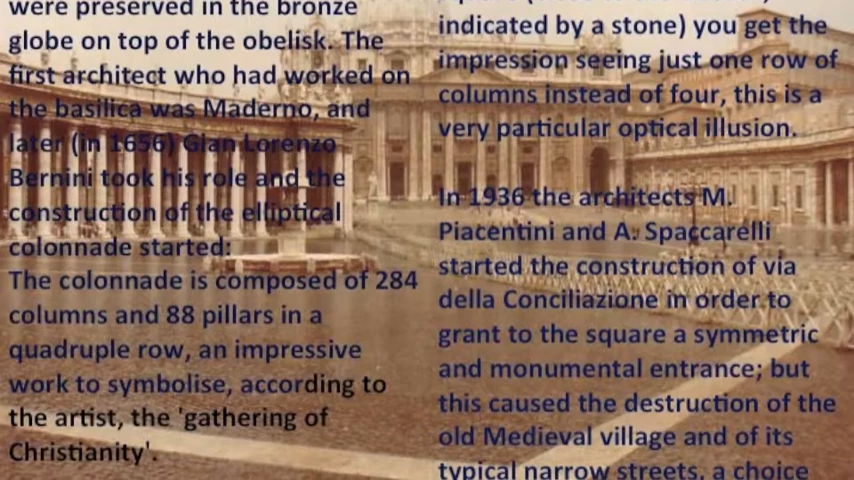 were preserved in the bronze
globe on top of the obelisk. The
first architect who had worked on
the basilica was Maderno, and
later (in 1656) Gian Lorenzo
Bernini took his role and the
construction of the elliptical
colonnade started:
The colonnade is composed of 284
columns and 88 pillars in a
quadruple row, an impressive
work to symbolise, according to
the artist, the 'gathering of
Christianity'.
indicated by a stone) you get the
impression seeing just one row of
columns instead of four, this is a
very particular optical illusion.
In 1936 the architects M.
Piacentini and A. Spaccarelli
started the construction of via
della Conciliazione in order to
grant to the square a symmetric
and monumental entrance; but
this caused the destruction of the
old Medieval village and of its
typical narrow streets, a choice